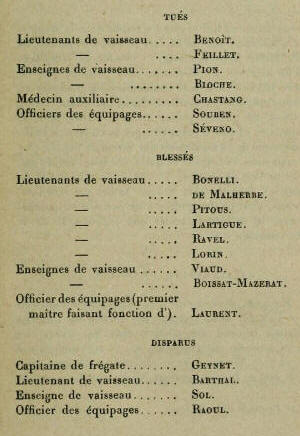 TUÉS
Lieutenants de vaisseau..... BENOÎT.
— .... FEILLET.
Enseignes de vaisseau....... PION.
— ........ BIOCHE.
Médecin auxiliaire......... CHASTANG.
Officiers des équipages..... SOUBEN.
— ...... SÉVENO.
BLESSÉS
Lieutenants de vaisseau..... BONELLI.
— ..... DE MALHERBE.
— ..... PITOUS.
— ..... LARTIGUE.
— ..... RAVEL.
— ..... LORIN.
Enseignes de vaisseau ...... VIAUD.
— ...... BOISSAT-MAZERAT.
Officier des équipages (premier
maître faisant fonction d'). LAURENT.
DISPARUS
Capitaine de frégate........ GEYNET.
Lieutenant de vaisseau...... BARTHAL.
Enseigne de vaisseau....... SOL.
Officier des équipages...... RAOUL.